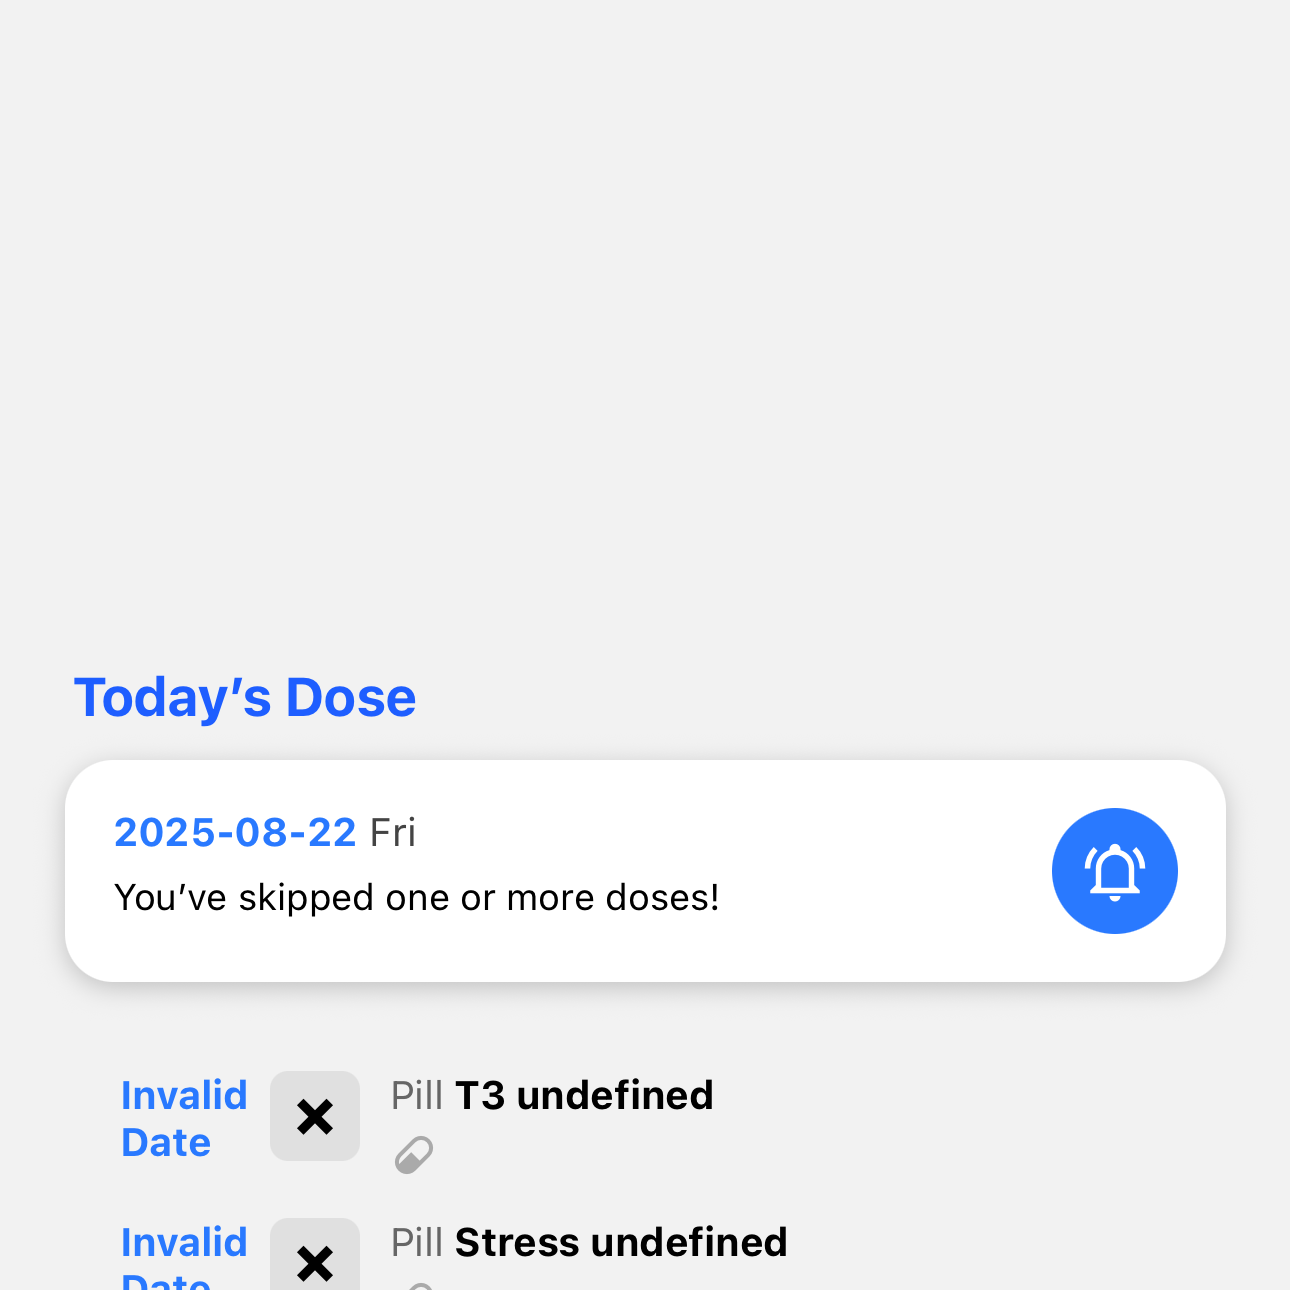 Today’s Dose
2025-08-22 Fri
You’ve skipped one or more doses!
Invalid
Date
Pill T3 undefined
Invalid
Date
Pill Stress undefined